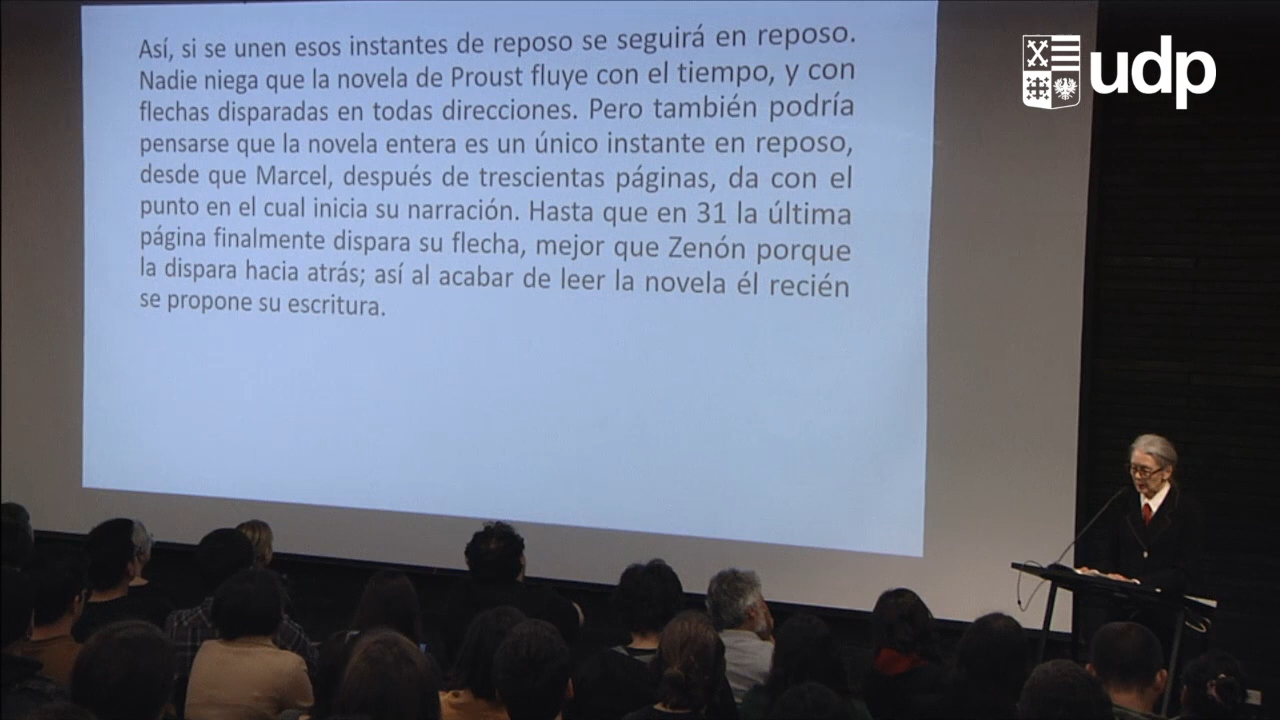 Así, si se unen esos instantes de reposo se seguirá en reposo.
Nadie niega que la novela de Proust fluye con el tiempo, y con
flechas disparadas en todas direcciones. Pero también podría
pensarse que la novela entera es un único instante en reposo,
desde que Marcel, después de trescientas páginas, da con el
punto en el cual inicia su narración. Hasta que en 31 la última
página finalmente dispara su flecha, mejor que Zenón porque
la dispara hacia atrás; así al acabar de leer la novela él recién
se propone su escritura.
udp